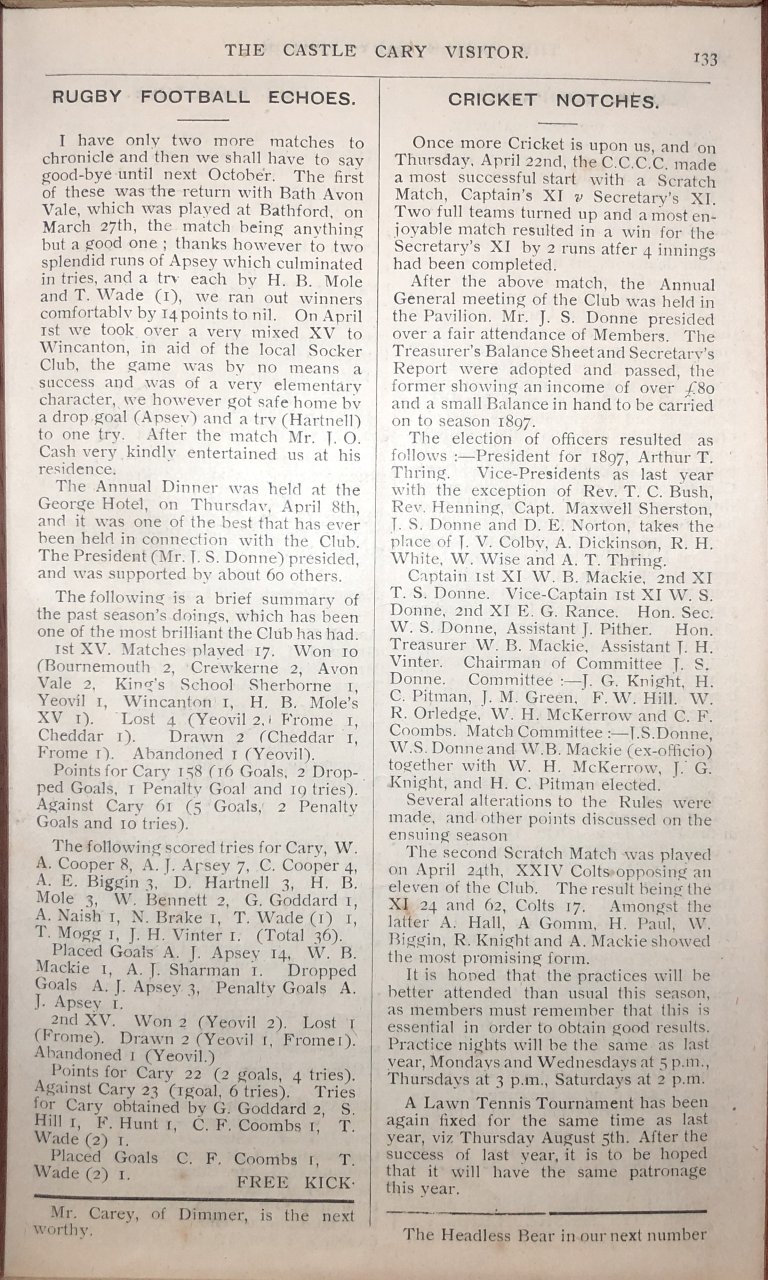 THE CASTLE CARY VISITOR.
133
RUGBY FOOTBALL ECHOES.
I have only two more matches to
chronicle and then we shall have to say
good-bye until next October. The first
of these was the return with Bath Avon
Vale, which was played at Bathford, on
March 27th, the match being anything
but a good one ; thanks however to two
splendid runs of Apsey which culminated
in tries, and a try each by H. B. Mole
and T. Wade (1), we ran out winners
comfortably by 14 points to nil. On April
1st we took over a very mixed XV to
Wincanton, in aid of the local Socker
Club, the game was by no means a
success and was of a very elementary
character, we however got safe home by
a drop goal (Apsey) and a try (Hartnell)
to one try. After the match Mr. J. O.
Cash very kindly entertained us at his
residence.
The Annual Dinner was held at the
George Hotel, on Thursday, April 8th,
and it was one of the best that has ever
been held in connection with the Club.
The President (Mr. J. S. Donne) presided,
and was supported by about 60 others.
The following is a brief summary of
the past season's doings, which has been
one of the most brilliant the Club has had.
1st XV. Matches played 17. Won 10
(Bournemouth 2, Crewkerne 2, Avon
Vale 2, King's School Sherborne 1,
Yeovil 1, Wincanton 1, H. B. Mole's
XV 1). Lost 4 (Yeovil 2, Frome 1,
Cheddar 1). Drawn 2 (Cheddar 1,
Frome 1). Abandoned 1 (Yeovil).
Points for Cary 158 (16 Goals, 2 Drop-
ped Goals, 1 Penalty Goal and 19 tries).
Against Cary 61 (5 Goals, 2 Penalty
Goals and 10 tries).
The following scored tries for Cary, W.
A. Cooper 8, A. J. Apsey 7, C. Cooper 4,
A. E. Biggin 3, D. Hartnell 3, H. B.
Mole 3, W. Bennett 2, G. Goddard 1,
A. Naish 1, N. Brake 1, T. Wade (1) 1,
T. Mogg 1, J. H. Vinter 1. (Total 36).
Placed Goals A. J. Apsey 14, W. B.
Mackie 1, A. J. Sharman 1. Dropped
Goals A. J. Apsey 3, Penalty Goals A.
J. Apsey 1.
2nd XV. Won 2 (Yeovil 2). Lost 1
(Frome). Drawn 2 (Yeovil 1, Frome 1).
Abandoned 1 (Yeovil.)
Points for Cary 22 (2 goals, 4 tries).
Against Cary 23 (1 goal, 6 tries). Tries
for Cary obtained by G. Goddard 2, S.
Hill 1, F. Hunt 1, C. F. Coombs 1, T.
Wade (2) 1.
Placed Goals C. F. Coombs 1, T.
Wade (2) 1. FREE KICK.
Mr. Carey, of Dimmer, is the next
worthy.
CRICKET NOTCHES.
Once more Cricket is upon us, and on
Thursday, April 22nd, the C.C.C.C. made
a most successful start with a Scratch
Match, Captain's XI v Secretary's XI.
Two full teams turned up and a most en-
joyable match resulted in a win for the
Secretary's XI by 2 runs atfer 4 innings
had been completed.
After the above match, the Annual
General meeting of the Club was held in
the Pavilion. Mr. J. S. Donne presided
over a fair attendance of Members. The
Treasurer's Balance Sheet and Secretary's
Report were adopted and passed, the
former showing an income of over £80
and a small Balance in hand to be carried
on to season 1897.
The election of officers resulted as
follows :—President for 1897, Arthur T.
Thring. Vice-Presidents as last year
with the exception of Rev. T. C. Bush,
Rev. Henning, Capt. Maxwell Sherston,
J. S. Donne and D. E. Norton, takes the
place of J. V. Colby, A. Dickinson, R. H.
White, W. Wise and A. T. Thring.
Captain 1st XI W. B. Mackie, 2nd XI
T. S. Donne. Vice-Captain 1st XI W. S.
Donne, 2nd XI E. G. Rance. Hon. Sec.
W. S. Donne, Assistant J. Pither. Hon.
Treasurer W. B. Mackie, Assistant J. H.
Vinter. Chairman of Committee J. S.
Donne. Committee :—J. G. Knight, H.
C. Pitman, J. M. Green, F. W. Hill. W.
R. Orledge, W. H. McKerrow and C. F.
Coombs. Match Committee :—J.S.Donne,
W.S. Donne and W.B. Mackie (ex-officio)
together with W. H. McKerrow, J. G.
Knight, and H. C. Pitman elected.
Several alterations to the Rules were
made, and other points discussed on the
ensuing season
The second Scratch Match was played
on April 24th, XXIV Colts opposing an
eleven of the Club. The result being the
XI 24 and 62, Colts 17. Amongst the
latter A. Hall, A Gomm, H. Paul, W.
Biggin, R. Knight and A. Mackie showed
the most promising form.
It is hoped that the practices will be
better attended than usual this season,
as members must remember that this is
essential in order to obtain good results.
Practice nights will be the same as last
year, Mondays and Wednesdays at 5 p.m.,
Thursdays at 3 p.m., Saturdays at 2 p.m.
A Lawn Tennis Tournament has been
again fixed for the same time as last
year, viz Thursday August 5th. After the
success of last year, it is to be hoped
that it will have the same patronage
this year.
The Headless Bear in our next number